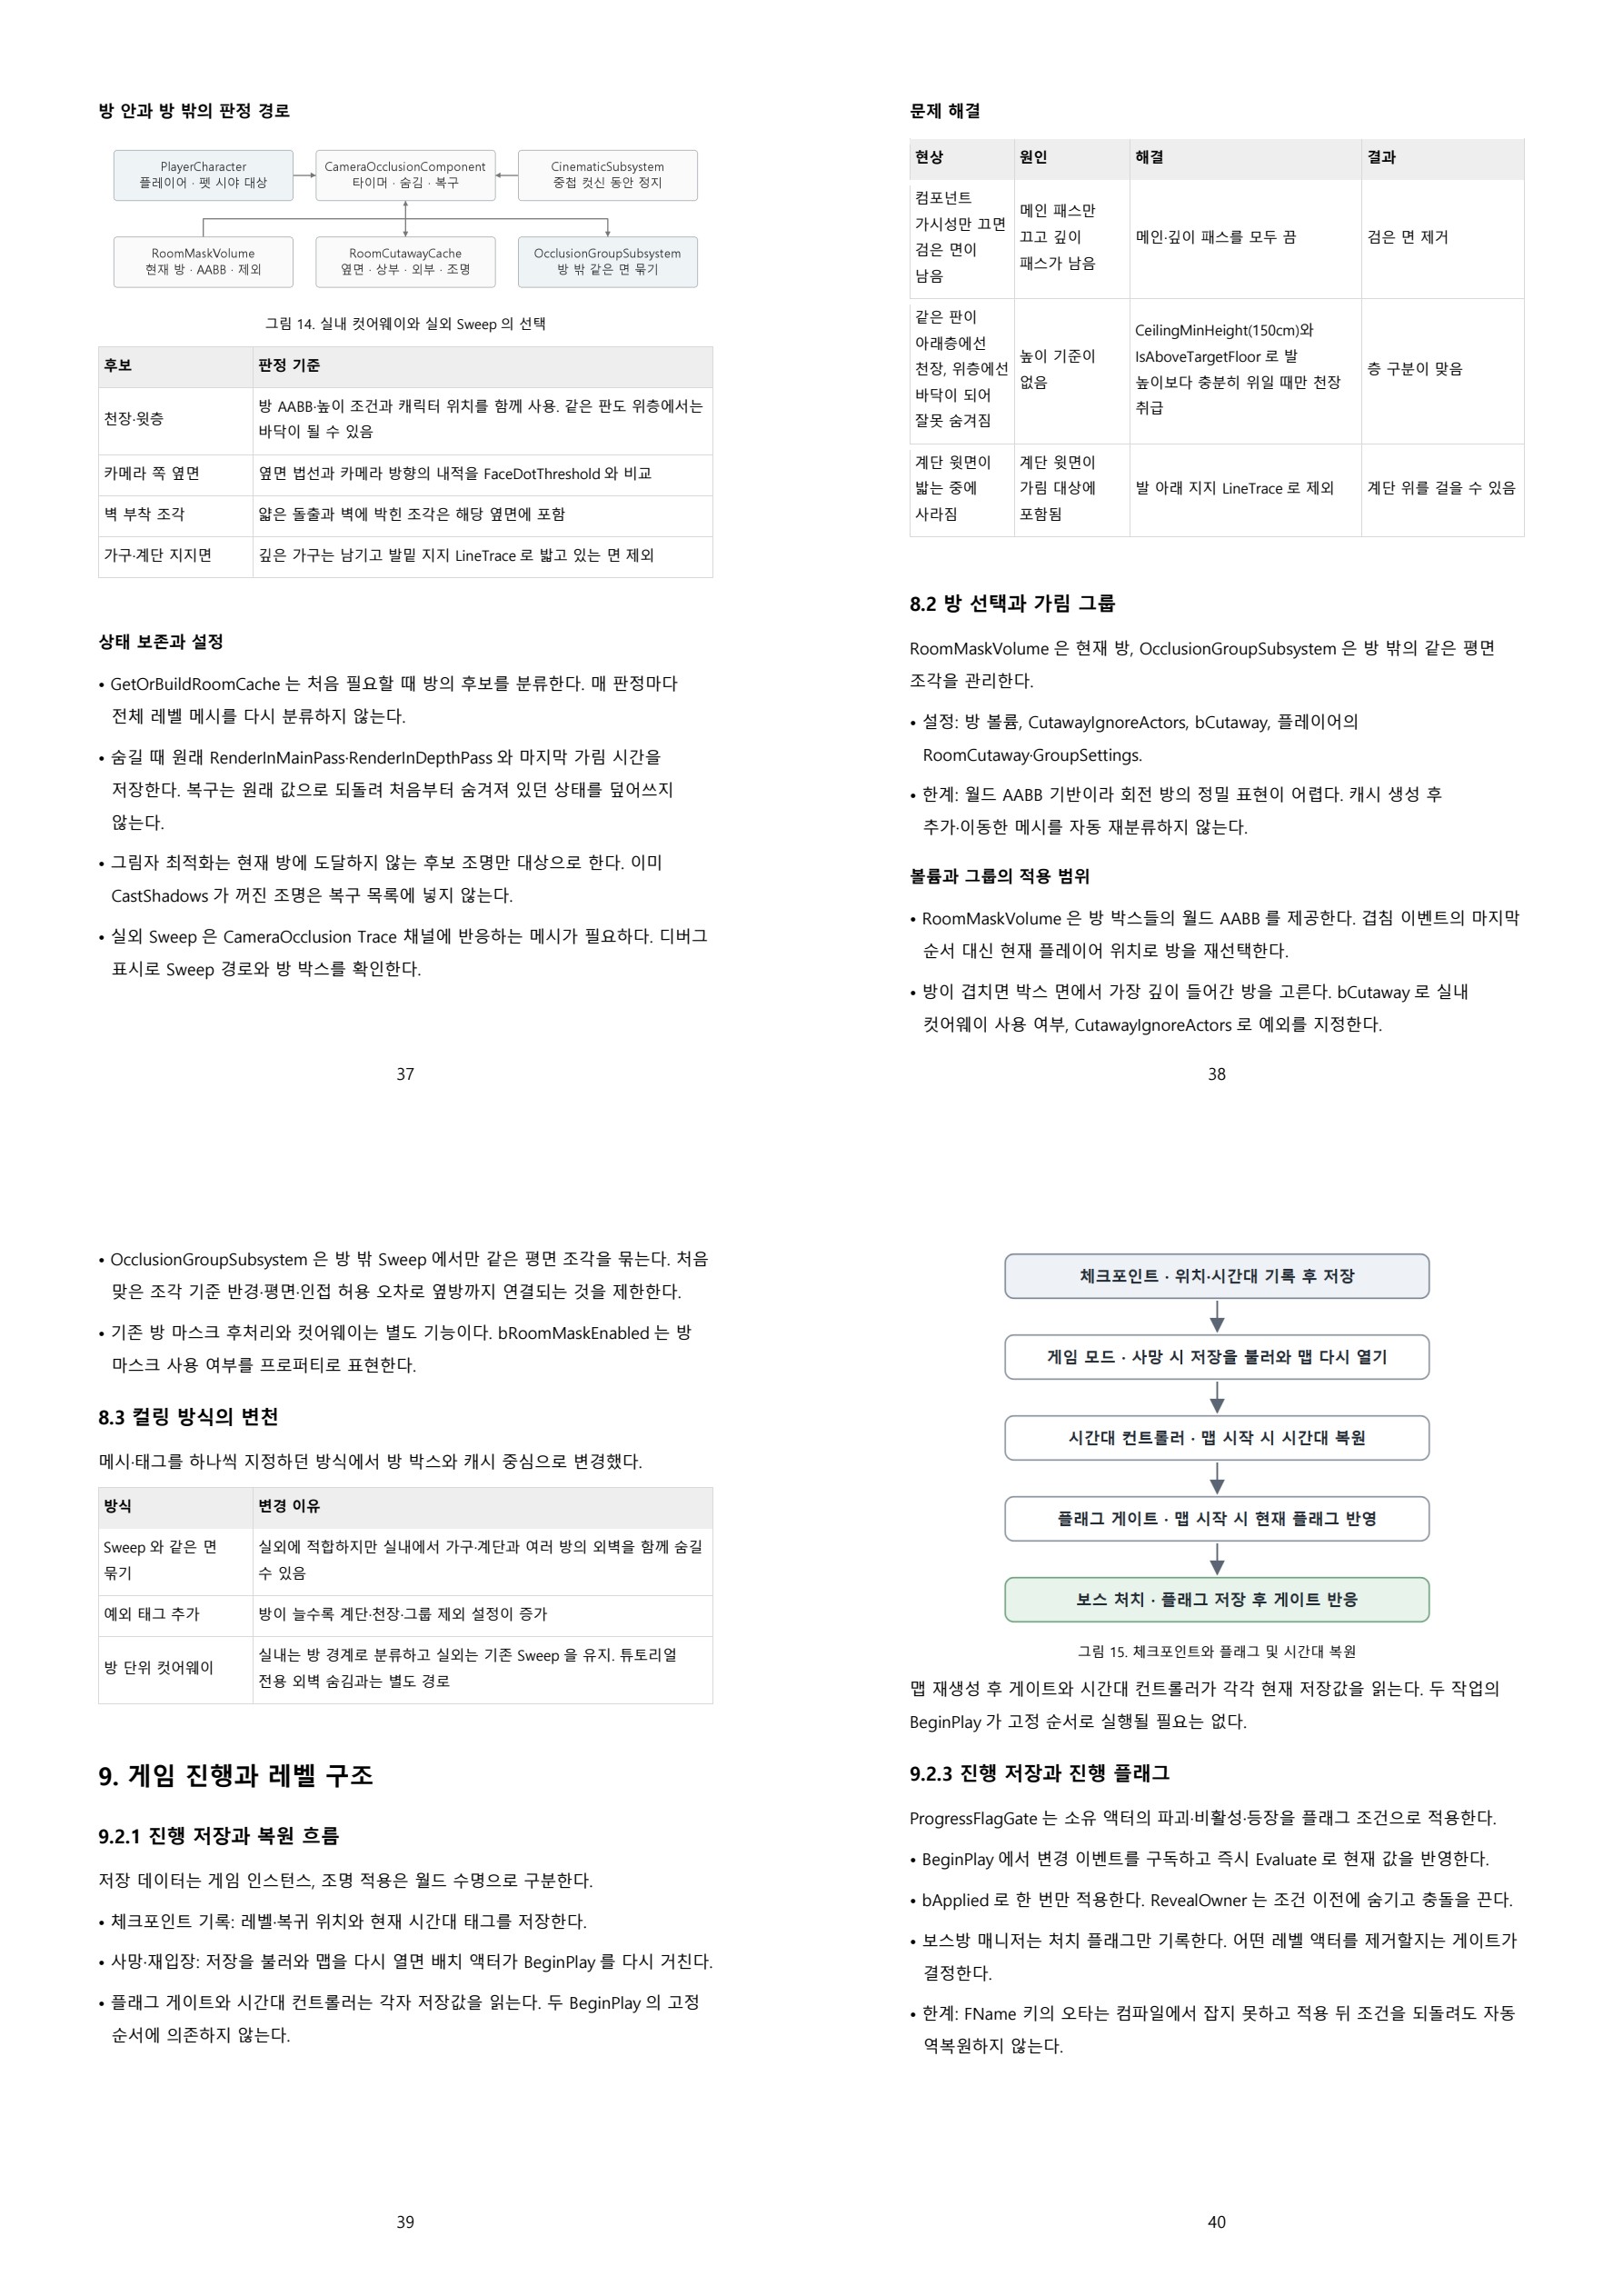 방 안과 방 밖의 판정 경로
PlayerCharacter
플레이어 · 펫 시야 대상
CameraOcclusionComponent
타이머 · 숨김 · 복구
CinematicSubsystem
중첩 컷신 동안 정지
RoomMaskVolume
현재 방 · AABB · 제외
RoomCutawayCache
옆면 · 상부 · 외부 · 조명
OcclusionGroupSubsystem
방 밖 같은 면 묶기
그림 14. 실내 컷어웨이와 실외 Sweep 의 선택
후보 판정 기준
천장·윗층 방 AABB·높이 조건과 캐릭터 위치를 함께 사용. 같은 판도 위층에서는
바닥이 될 수 있음
카메라 쪽 옆면 옆면 법선과 카메라 방향의 내적을 FaceDotThreshold 와 비교
벽 부착 조각 얇은 돌출과 벽에 박힌 조각은 해당 옆면에 포함
가구·계단 지지면 깊은 가구는 남기고 발밑 지지 LineTrace 로 밟고 있는 면 제외
상태 보존과 설정
• GetOrBuildRoomCache 는 처음 필요할 때 방의 후보를 분류한다. 매 판정마다
전체 레벨 메시를 다시 분류하지 않는다.
• 숨길 때 원래 RenderInMainPass·RenderInDepthPass 와 마지막 가림 시간을
저장한다. 복구는 원래 값으로 되돌려 처음부터 숨겨져 있던 상태를 덮어쓰지
않는다.
• 그림자 최적화는 현재 방에 도달하지 않는 후보 조명만 대상으로 한다. 이미
CastShadows 가 꺼진 조명은 복구 목록에 넣지 않는다.
• 실외 Sweep 은 CameraOcclusion Trace 채널에 반응하는 메시가 필요하다. 디버그
표시로 Sweep 경로와 방 박스를 확인한다.
37
문제 해결
현상 원인 해결 결과
컴포넌트
가시성만 끄면
검은 면이
남음
메인 패스만
끄고 깊이
패스가 남음
메인·깊이 패스를 모두 끔
검은 면 제거
같은 판이
아래층에선
천장, 위층에선
바닥이 되어
잘못 숨겨짐
높이 기준이
없음
CeilingMinHeight(150cm)와
IsAboveTargetFloor 로 발
높이보다 충분히 위일 때만 천장
취급
층 구분이 맞음
계단 윗면이
밟는 중에
사라짐
계단 윗면이
가림 대상에
포함됨
발 아래 지지 LineTrace 로 제외
계단 위를 걸을 수 있음
8.2 방 선택과 가림 그룹
RoomMaskVolume 은 현재 방, OcclusionGroupSubsystem 은 방 밖의 같은 평면
조각을 관리한다.
• 설정: 방 볼륨, CutawayIgnoreActors, bCutaway, 플레이어의
RoomCutaway·GroupSettings.
• 한계: 월드 AABB 기반이라 회전 방의 정밀 표현이 어렵다. 캐시 생성 후
추가·이동한 메시를 자동 재분류하지 않는다.
볼륨과 그룹의 적용 범위
• RoomMaskVolume 은 방 박스들의 월드 AABB 를 제공한다. 겹침 이벤트의 마지막
순서 대신 현재 플레이어 위치로 방을 재선택한다.
• 방이 겹치면 박스 면에서 가장 깊이 들어간 방을 고른다. bCutaway 로 실내
컷어웨이 사용 여부, CutawayIgnoreActors 로 예외를 지정한다.
38
• OcclusionGroupSubsystem 은 방 밖 Sweep 에서만 같은 평면 조각을 묶는다. 처음
맞은 조각 기준 반경·평면·인접 허용 오차로 옆방까지 연결되는 것을 제한한다.
• 기존 방 마스크 후처리와 컷어웨이는 별도 기능이다. bRoomMaskEnabled 는 방
마스크 사용 여부를 프로퍼티로 표현한다.
8.3 컬링 방식의 변천
메시·태그를 하나씩 지정하던 방식에서 방 박스와 캐시 중심으로 변경했다.
방식 변경 이유
Sweep 와 같은 면
묶기
실외에 적합하지만 실내에서 가구·계단과 여러 방의 외벽을 함께 숨길
수 있음
예외 태그 추가 방이 늘수록 계단·천장·그룹 제외 설정이 증가
방 단위 컷어웨이 실내는 방 경계로 분류하고 실외는 기존 Sweep 을 유지. 튜토리얼
전용 외벽 숨김과는 별도 경로
9. 게임 진행과 레벨 구조
9.2.1 진행 저장과 복원 흐름
저장 데이터는 게임 인스턴스, 조명 적용은 월드 수명으로 구분한다.
• 체크포인트 기록: 레벨·복귀 위치와 현재 시간대 태그를 저장한다.
• 사망·재입장: 저장을 불러와 맵을 다시 열면 배치 액터가 BeginPlay 를 다시 거친다.
• 플래그 게이트와 시간대 컨트롤러는 각자 저장값을 읽는다. 두 BeginPlay 의 고정
순서에 의존하지 않는다.
39
체크포인트 · 위치·시간대 기록 후 저장
게임 모드 · 사망 시 저장을 불러와 맵 다시 열기
시간대 컨트롤러 · 맵 시작 시 시간대 복원
플래그 게이트 · 맵 시작 시 현재 플래그 반영
보스 처치 · 플래그 저장 후 게이트 반응
그림 15. 체크포인트와 플래그 및 시간대 복원
맵 재생성 후 게이트와 시간대 컨트롤러가 각각 현재 저장값을 읽는다. 두 작업의
BeginPlay 가 고정 순서로 실행될 필요는 없다.
9.2.3 진행 저장과 진행 플래그
ProgressFlagGate 는 소유 액터의 파괴·비활성·등장을 플래그 조건으로 적용한다.
• BeginPlay 에서 변경 이벤트를 구독하고 즉시 Evaluate 로 현재 값을 반영한다.
• bApplied 로 한 번만 적용한다. RevealOwner 는 조건 이전에 숨기고 충돌을 끈다.
• 보스방 매니저는 처치 플래그만 기록한다. 어떤 레벨 액터를 제거할지는 게이트가
결정한다.
• 한계: FName 키의 오타는 컴파일에서 잡지 못하고 적용 뒤 조건을 되돌려도 자동
역복원하지 않는다.
40